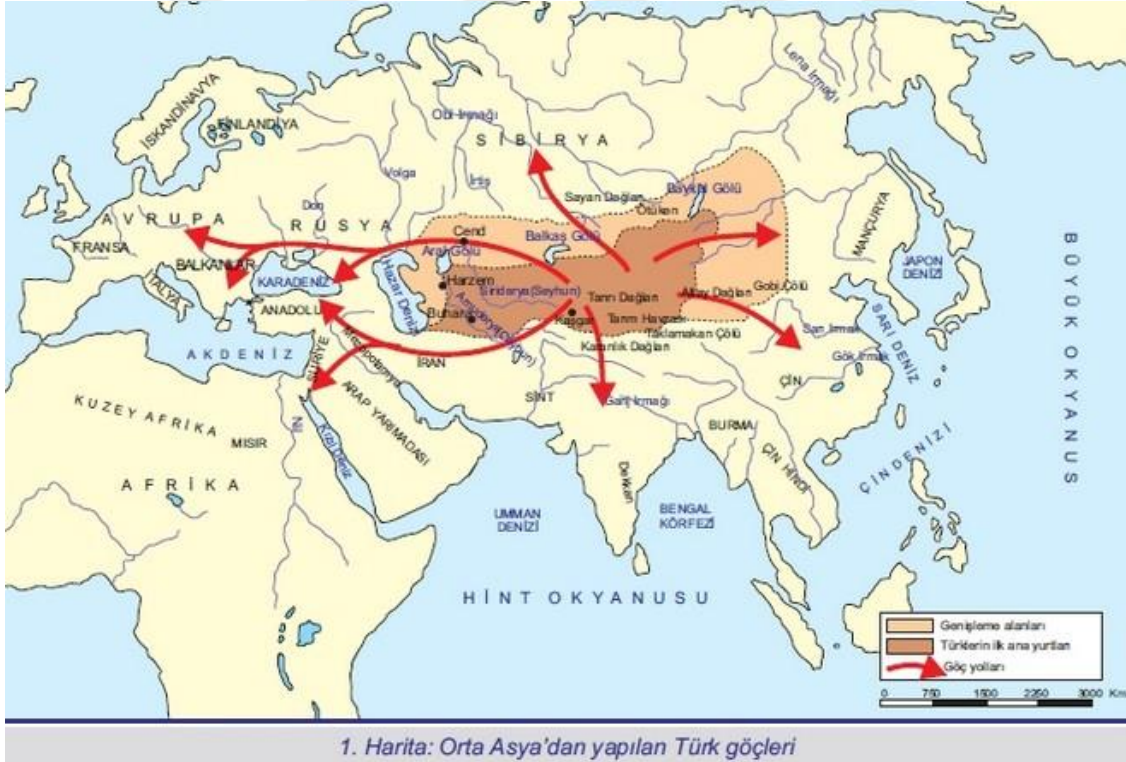 Lena Irmağı
İSKANDİNAVYA
FİNLANDİYA
Obi Irmağı
SİBİRYA
Volga
İrtiş
Sayan Dağları
Baykal Gölü
Ötüken
AVRUPA
Don
RUSYA
Cend
Balkaş Gölü
MANÇURYA
FRANSA
BALKANLAR
KARADENİZ
Aral Gölü
Hazar Denizi
Harzem
Siriderya(Seyhun)
Tanrı Dağları
Altay Dağları
Gobi Çölü
JAPON
DENİZİ
İTALYA
ANADOLU
Buhara
Amuderya(Ceyhun)
Kaşgar
Tarım Havzası
Taklamakan Çölü
Karanlık Dağları
Sarı Irmak
SARI DENİZ
BÜYÜK OKYANUS
AKDENİZ
SURİYE
Mezopotamya
İRAN
Gök Irmak
ÇİN
KUZEY AFRİKA
MISIR
Nil
Kızıl Deniz
ARAP YARIMADASI
SİNT
Ganj Irmağı
BURMA
ÇİN HİNDİ
ÇİN DENİZİ
AFRİKA
Dekkan
UMMAN
DENİZİ
BENGAL
KÖRFEZİ
HİNT OKYANUSU
Genişleme alanları
Türklerin ilk ana yurtları
Göç yolları
0 750 1500 2250 3000 Km
1. Harita: Orta Asya'dan yapılan Türk göçleri